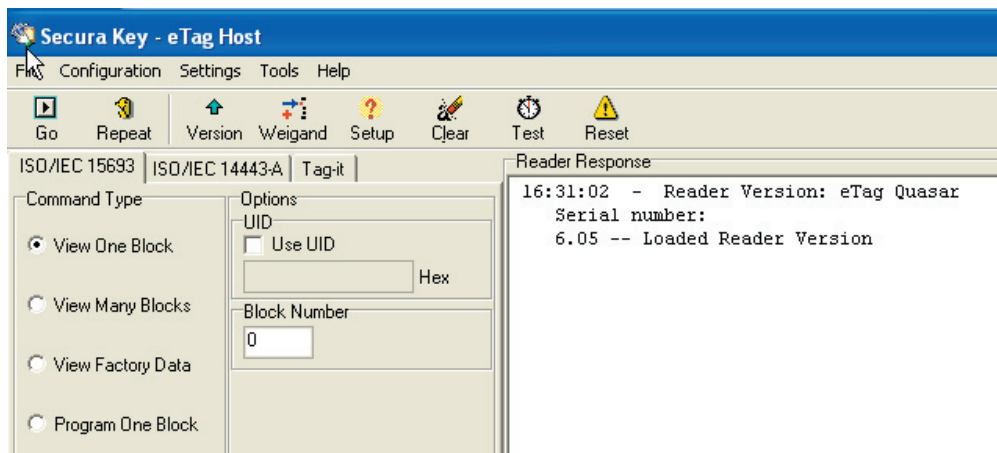 Secura Key - eTag Host
File Configuration Settings Tools Help
Go Repeat Version Weigand Setup Clear Test Reset
ISO/IEC 15693 ISO/IEC 14443-A Tag-it
Reader Response
Command Type
Options
UID
Use UID
Hex
Block Number
0
View One Block
View Many Blocks
View Factory Data
Program One Block
16:31:02 - Reader Version: eTag Quasar
Serial number:
6.05 -- Loaded Reader Version